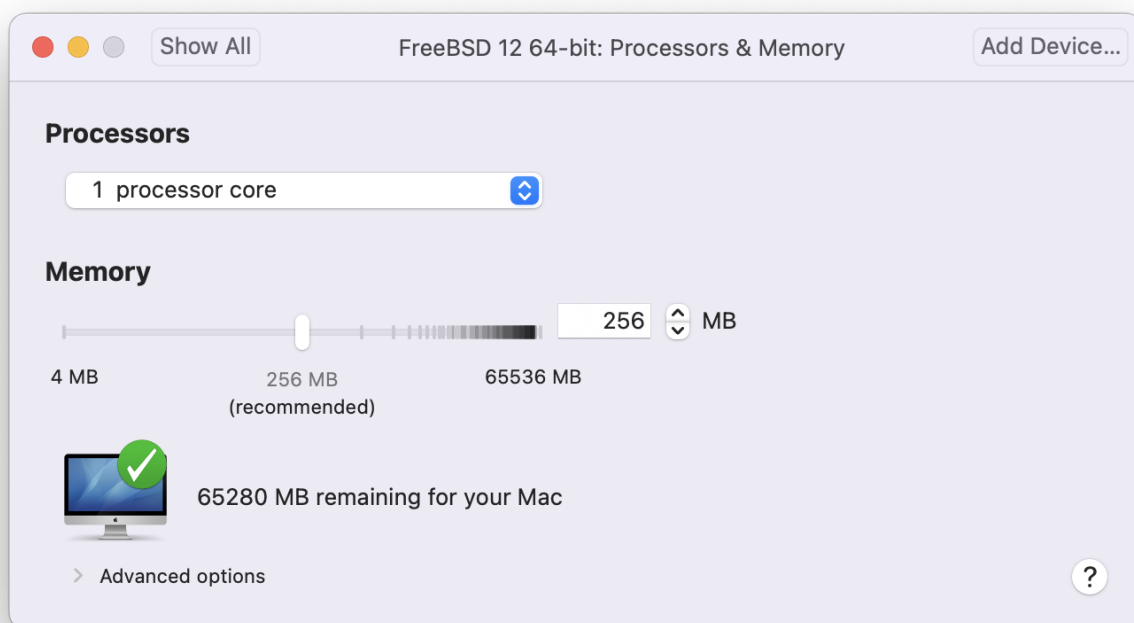 Show All FreeBSD 12 64-bit: Processors & Memory Add Device...
Processors
1 processor core
Memory
256 MB
4 MB 256 MB 65536 MB
(recommended)
65280 MB remaining for your Mac
Advanced options ?